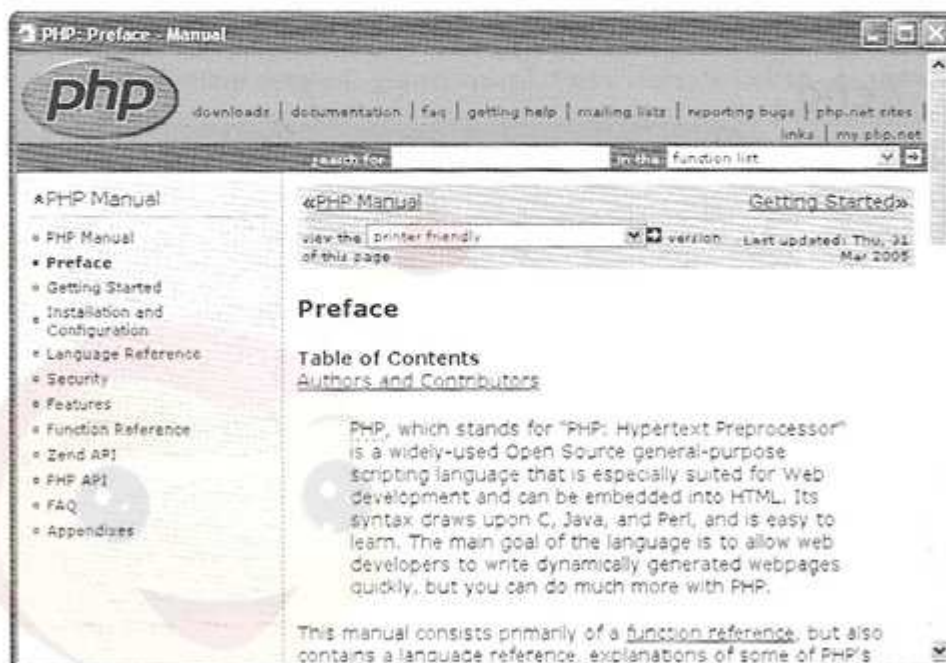 PHP: Preface - Manual
php
downloads | documentation | faq | getting help | mailing lists | reporting bugs | php.net sites |
links | my php.net
search for in the function list
PHP Manual
PHP Manual
Preface
Getting Started
Installation and
Configuration
Language Reference
Security
Features
Function Reference
Zend API
PHP API
FAQ
Appendixes
«PHP Manual Getting Started»
view the printer friendly version Last updated: Thu, 31
of this page Mar 2005
Preface
Table of Contents
Authors and Contributors
PHP, which stands for "PHP: Hypertext Preprocessor"
is a widely-used Open Source general-purpose
scripting language that is especially suited for Web
development and can be embedded into HTML. Its
syntax draws upon C, Java, and Perl, and is easy to
learn. The main goal of the language is to allow web
developers to write dynamically generated webpages
quickly, but you can do much more with PHP.
This manual consists primarily of a function reference, but also
contains a language reference, explanations of some of PHP's